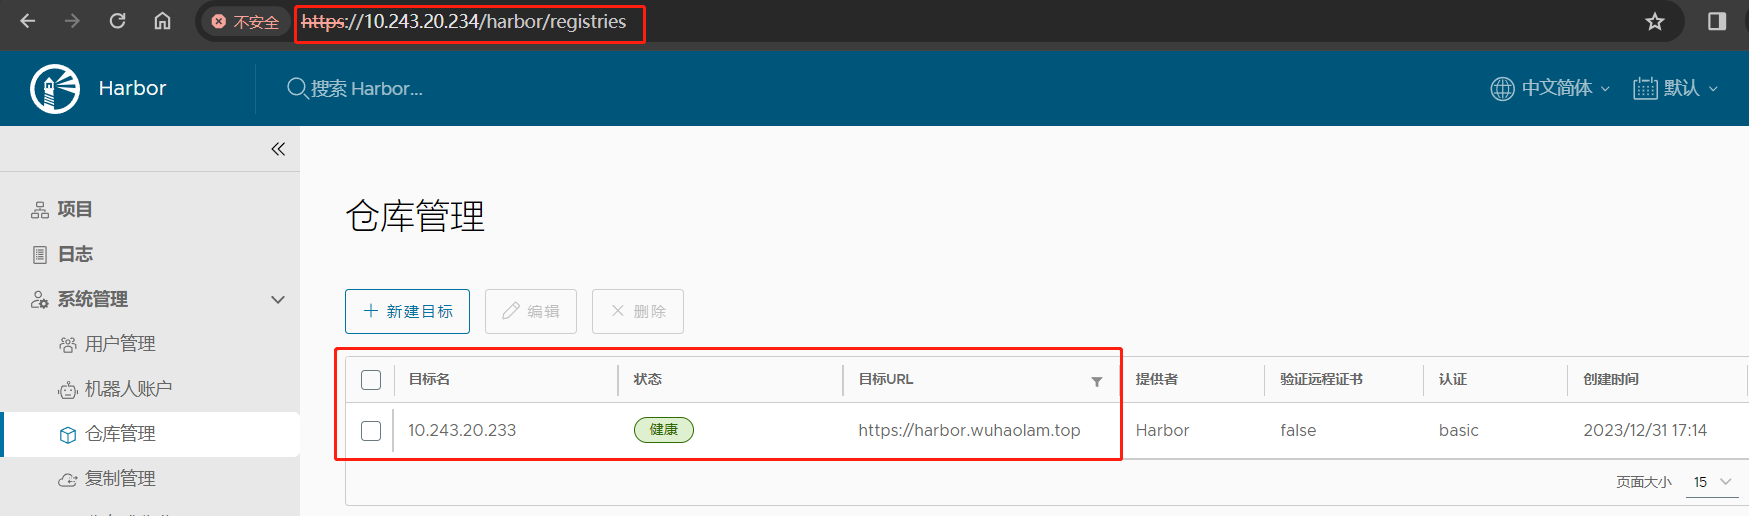 不安全 https://10.243.20.234/harbor/registries
Harbor 搜索 Harbor... 中文简体 默认
项目
日志
系统管理
用户管理
机器人账户
仓库管理
复制管理
仓库管理
新建目标 编辑 删除
目标名 状态 目标URL 提供者 验证远程证书 认证 创建时间
10.243.20.233 健康 https://harbor.wuhaolam.top Harbor false basic 2023/12/31 17:14
页面大小 15